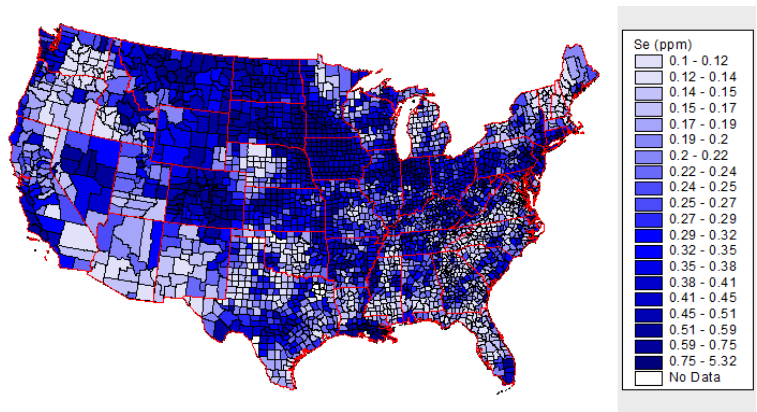 Se (ppm)
0.1 - 0.12
0.12 - 0.14
0.14 - 0.15
0.15 - 0.17
0.17 - 0.19
0.19 - 0.2
0.2 - 0.22
0.22 - 0.24
0.24 - 0.25
0.25 - 0.27
0.27 - 0.29
0.29 - 0.32
0.32 - 0.35
0.35 - 0.38
0.38 - 0.41
0.41 - 0.45
0.45 - 0.51
0.51 - 0.59
0.59 - 0.75
0.75 - 5.32
No Data